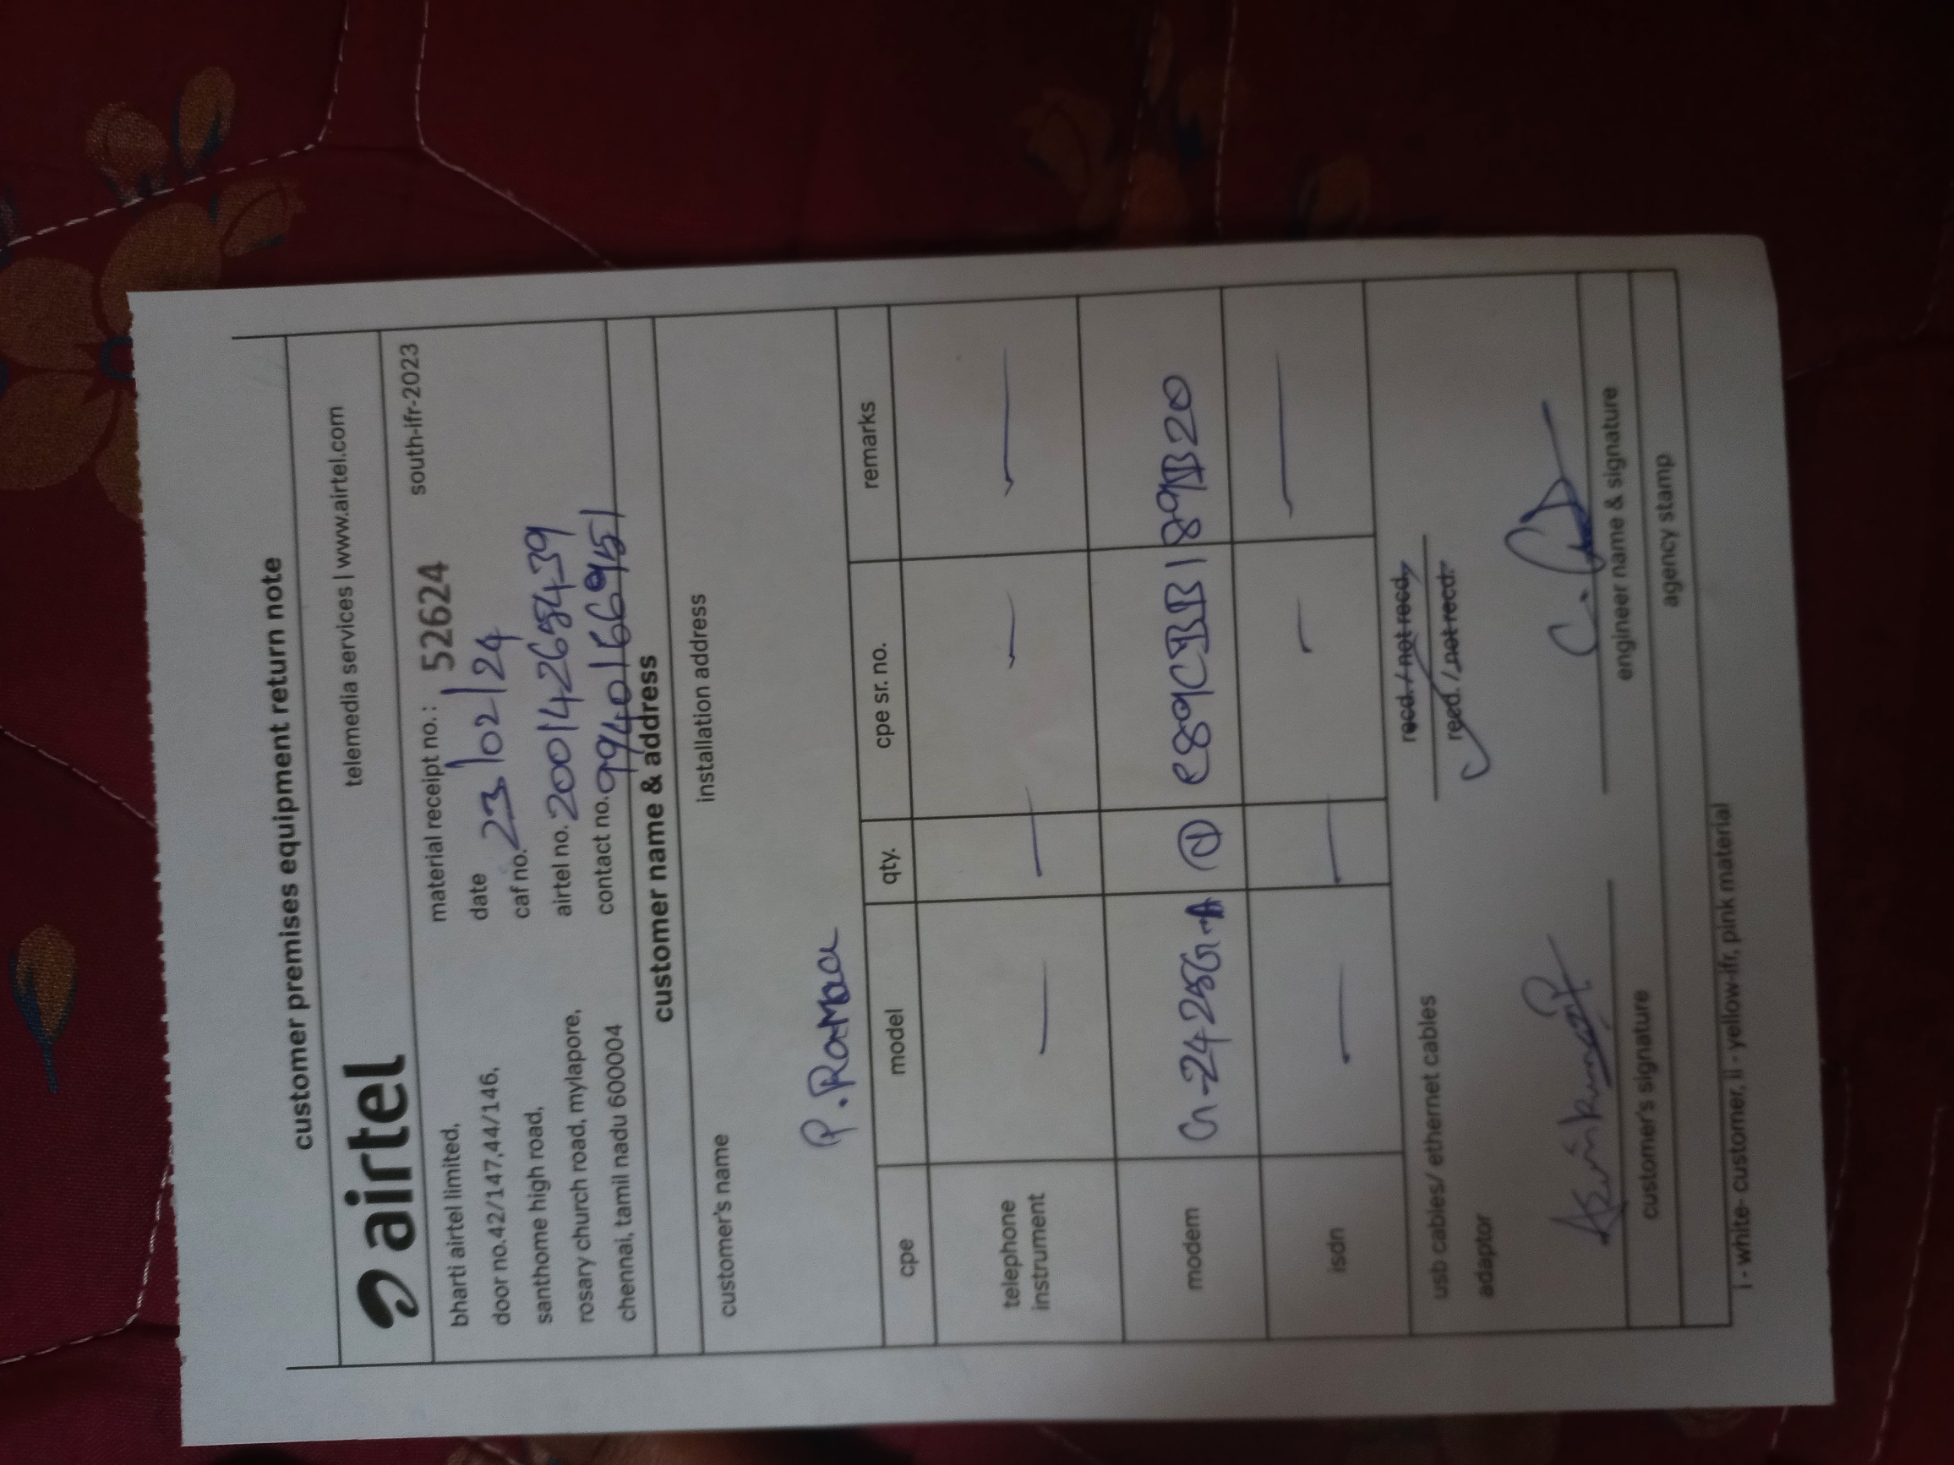 customer premises equipment return note
airtel
telemedia services | www.airtel.com
bharti airtel limited,
door no.42/147,44/146,
santhome high road,
rosary church road, mylapore,
chennai, tamil nadu 600004
material receipt no. : 52624
south-ifr-2023
date 23/02/24
caf no.
airtel no. 20014265439
contact no. 9940166951
customer name & address
customer's name
installation address
P. Ramaa
cpe model qty. cpe sr. no. remarks
telephone
instrument — — — —
modem G-2425G-A 1 e89CBB189B20
isdn — — — —
usb cables/ ethernet cables recd. / not recd.
adaptor recd. / not recd.
C.
customer's signature
engineer name & signature
agency stamp
i - white- customer, ii - yellow-ifr, pink material